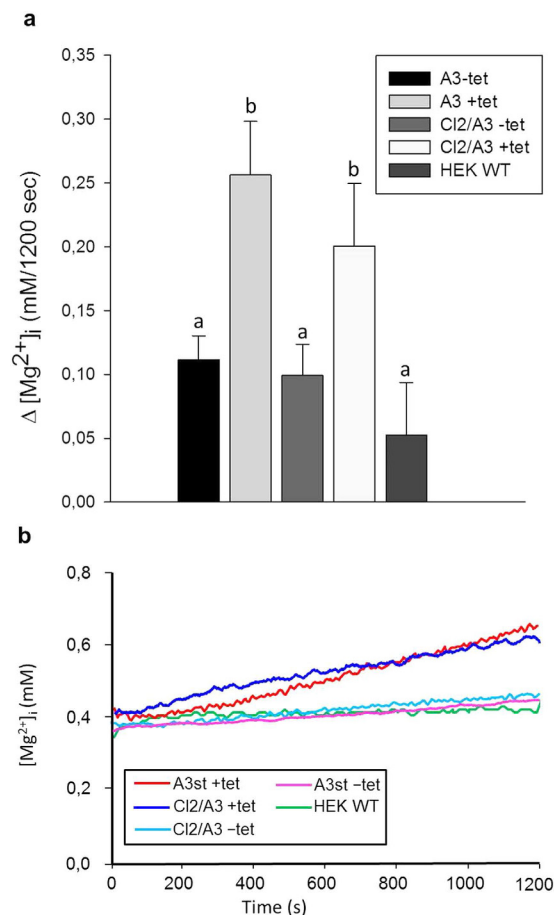 a
0,35
0,30
0,25
0,20
0,15
0,10
0,05
0,00
Δ [Mg2+]i (mM/1200 sec)
a
b
a
b
a
A3-tet
A3 +tet
Cl2/A3 -tet
Cl2/A3 +tet
HEK WT
b
0,8
0,6
0,4
0,2
0,0
[Mg2+]i (mM)
A3st +tet
Cl2/A3 +tet
Cl2/A3 –tet
A3st –tet
HEK WT
0 200 400 600 800 1000 1200
Time (s)